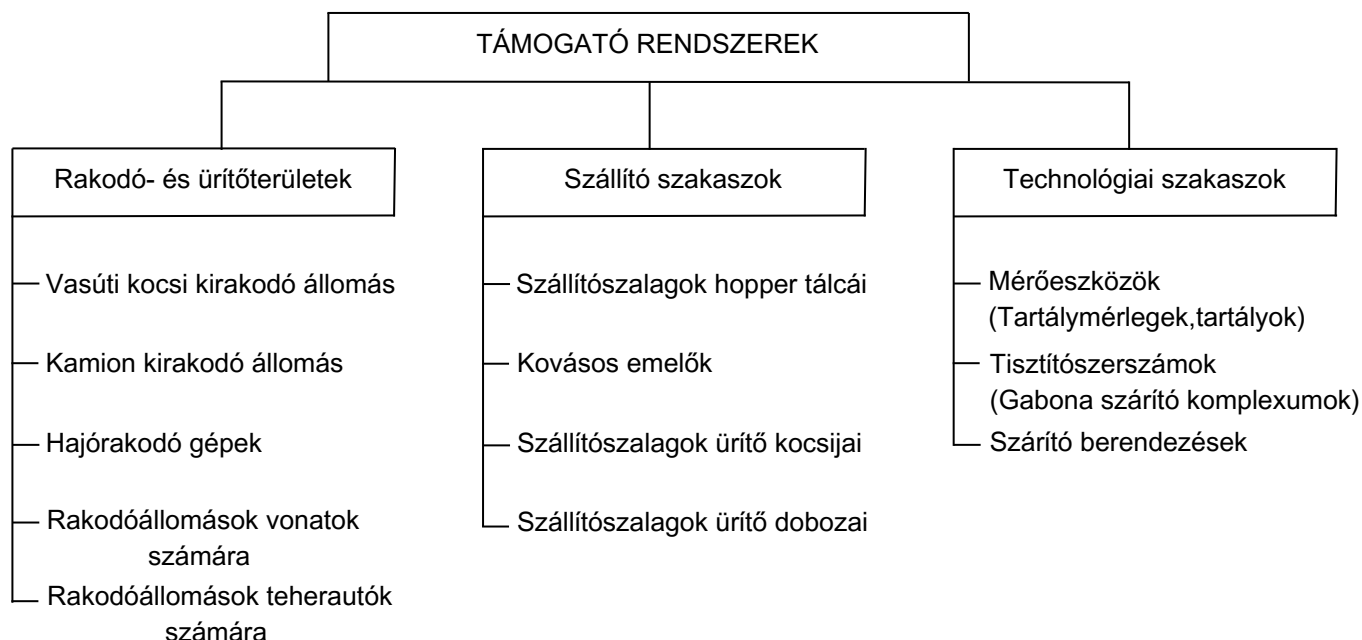 TÁMOGATÓ RENDSZEREK
Rakodó- és ürítőterületek
Vasúti kocsi kirakodó állomás
Kamion kirakodó állomás
Hajórakodó gépek
Rakodóállomások vonatok
számára
Rakodóállomások teherautók
számára
Szállító szakaszok
Szállítószalagok hopper tálcái
Kovásos emelők
Szállítószalagok ürítő kocsijai
Szállítószalagok ürítő dobozai
Technológiai szakaszok
Mérőeszközök
(Tartálymérlegek,tartályok)
Tisztítószerszámok
(Gabona szárító komplexumok)
Szárító berendezések